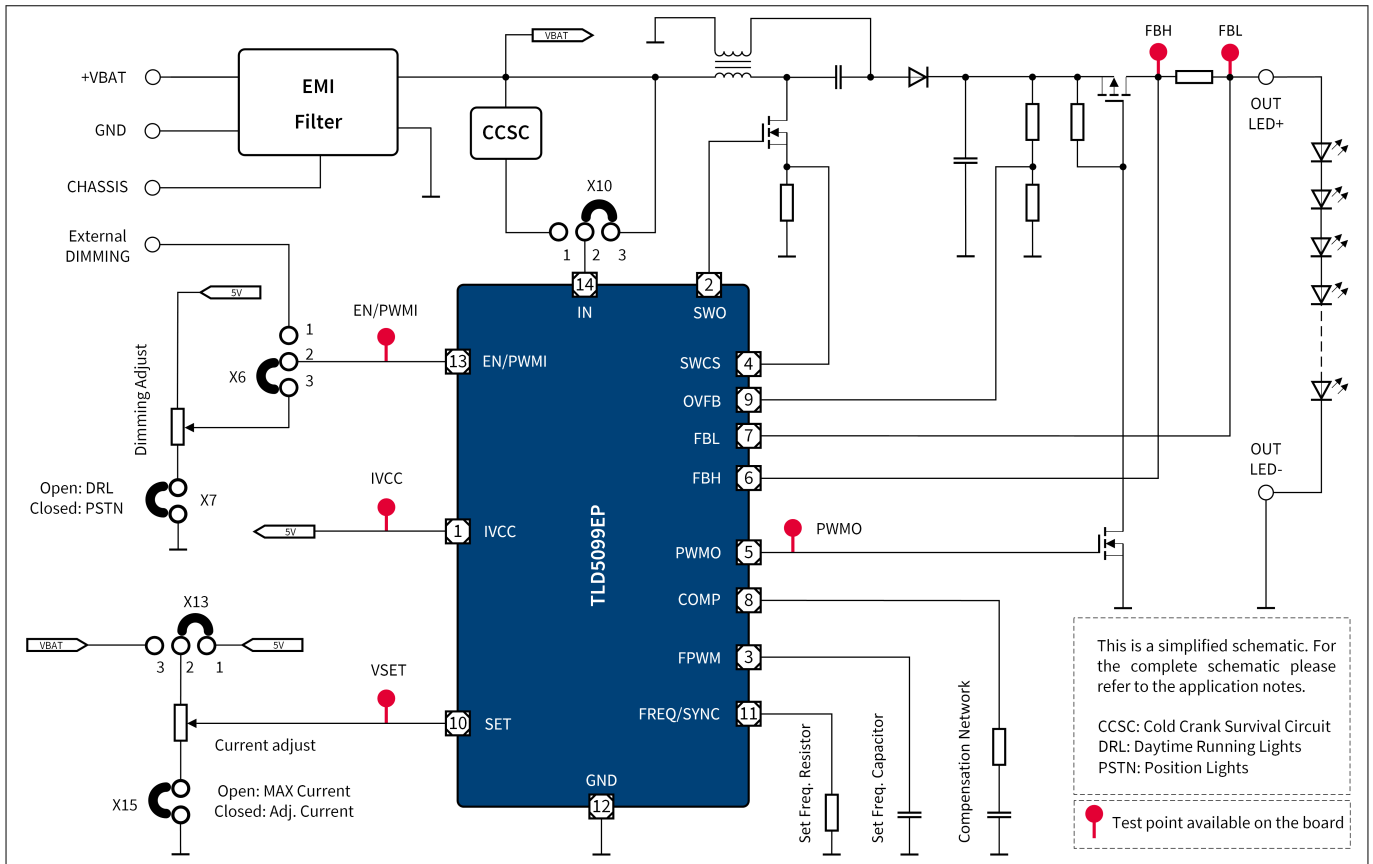 VBAT
FBH
FBL
+VBAT
EMI
Filter
OUT
LED+
GND
CCSC
CHASSIS
X10
External
DIMMING
1
2
3
5V
14
2
IN
SWO
EN/PWMI
1
2
3
X6
13
EN/PWMI
SWCS
4
OVFB
9
Dimming Adjust
FBL
7
OUT
LED-
FBH
6
IVCC
Open: DRL
Closed: PSTN
X7
5V
1
IVCC
TLD5099EP
PWMO
PWMO
5
COMP
8
X13
VBAT
5V
3
2
1
FPWM
3
VSET
FREQ/SYNC
11
10
SET
Current adjust
GND
12
X15
Open: MAX Current
Closed: Adj. Current
Set Freq. Resistor
Set Freq. Capacitor
Compensation Network
This is a simplified schematic. For
the complete schematic please
refer to the application notes.
CCSC: Cold Crank Survival Circuit
DRL: Daytime Running Lights
PSTN: Position Lights
Test point available on the board